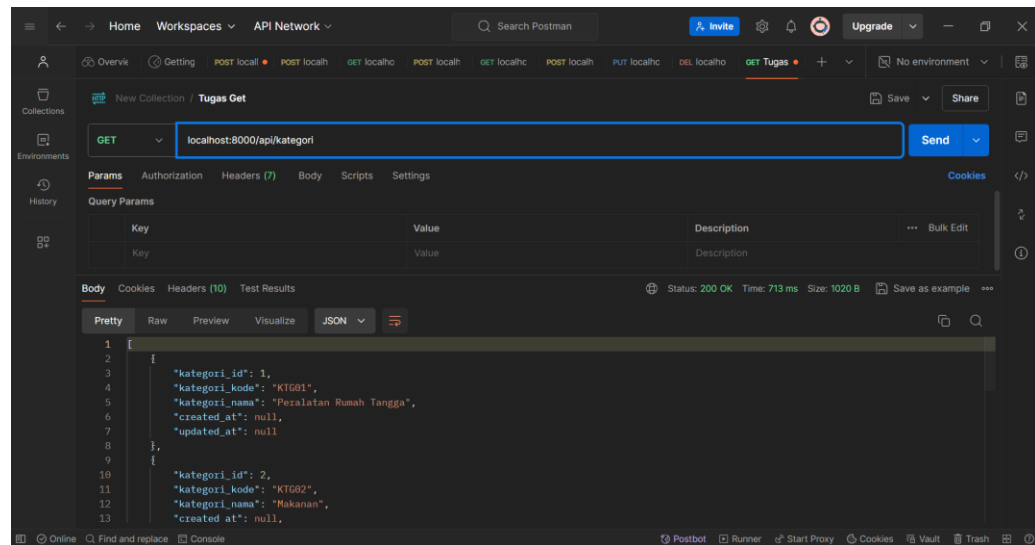 Home Workspaces API Network Search Postman Invite Upgrade
Overvie Getting POST locall POST localh GET localho POST localh GET localhc POST localh PUT localhc DEL localho GET Tugas No environment
HTTP New Collection / Tugas Get Save Share
Collections
GET localhost:8000/api/kategori Send
Environments
Params Authorization Headers (7) Body Scripts Settings Cookies
History
Query Params
Key Value Description Bulk Edit
Key Value Description
Body Cookies Headers (10) Test Results Status: 200 OK Time: 713 ms Size: 1020 B Save as example
Pretty Raw Preview Visualize JSON
1 [
2 {
3 "kategori_id": 1,
4 "kategori_kode": "KTG01",
5 "kategori_nama": "Peralatan Rumah Tangga",
6 "created_at": null,
7 "updated_at": null
8 },
9 {
10 "kategori_id": 2,
11 "kategori_kode": "KTG02",
12 "kategori_nama": "Makanan",
13 "created_at": null,
Online Find and replace Console Postbot Runner Start Proxy Cookies Vault Trash